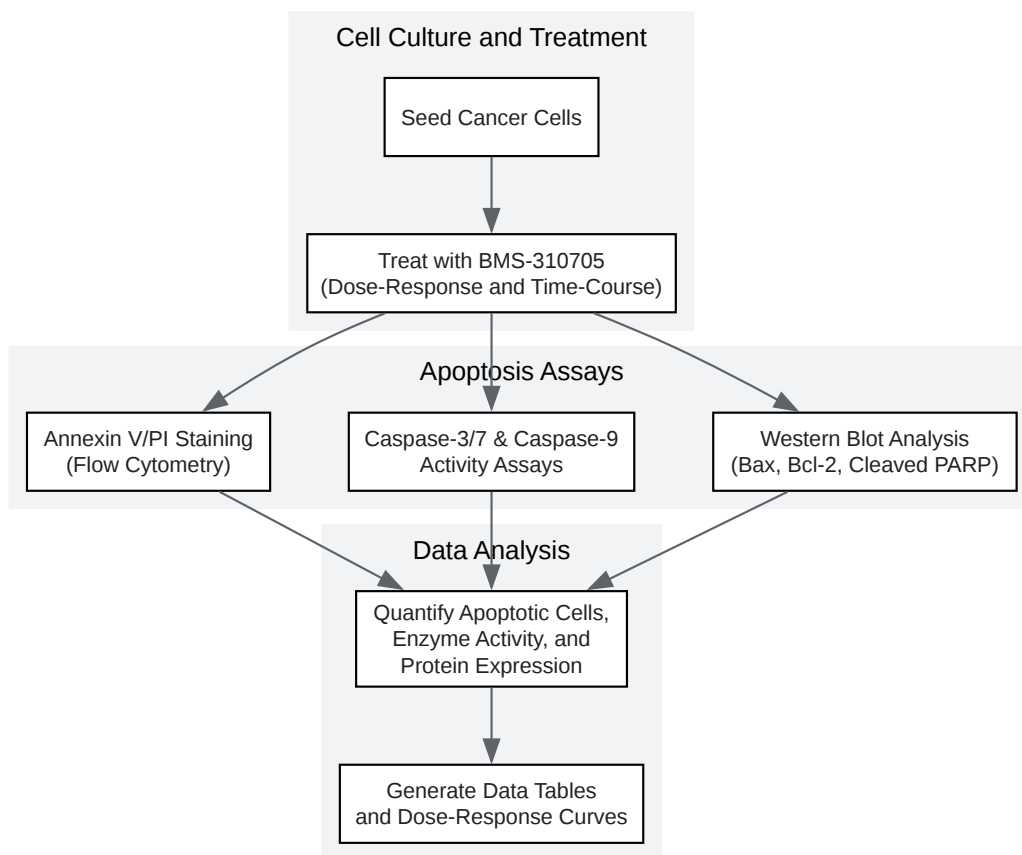 Cell Culture and Treatment
Seed Cancer Cells
Treat with BMS-310705
(Dose-Response and Time-Course)
Apoptosis Assays
Annexin V/PI Staining
(Flow Cytometry)
Caspase-3/7 & Caspase-9
Activity Assays
Western Blot Analysis
(Bax, Bcl-2, Cleaved PARP)
Data Analysis
Quantify Apoptotic Cells,
Enzyme Activity, and
Protein Expression
Generate Data Tables
and Dose-Response Curves